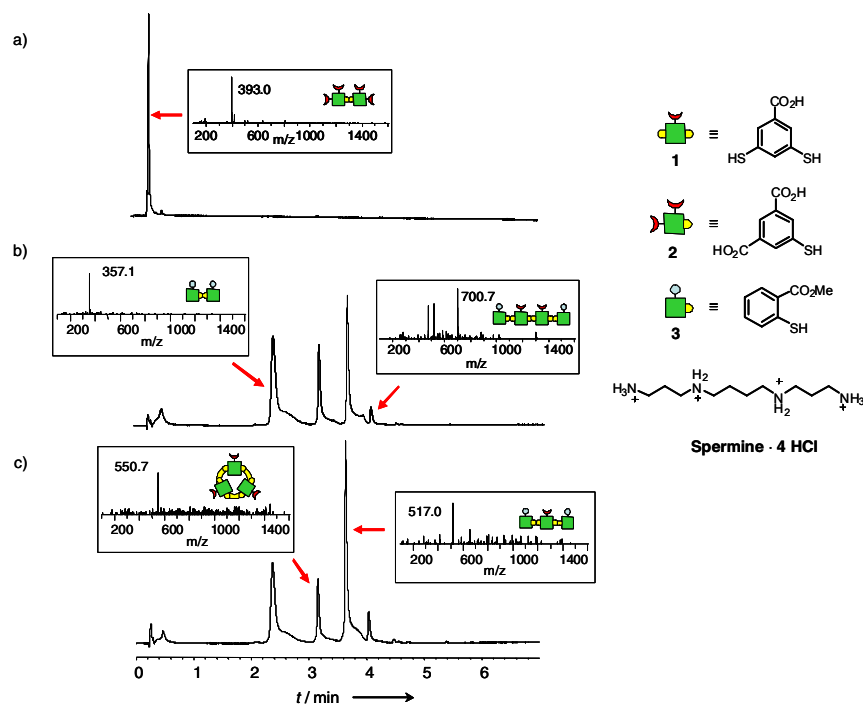 a)
393.0
200 600 1000 1400
m/z
b)
357.1
200 600 1000 1400
m/z
700.7
200 600 1000 1400
m/z
c)
550.7
200 600 1000 1400
m/z
517.0
200 600 1000 1400
m/z
0 1 2 3 4 5 6
t / min
CO2H
≡
1
HS
SH
CO2H
≡
2
HO2C
SH
CO2Me
≡
3
SH
H2
H3N
+
N
+
+
N
H2
NH3
+
Spermine · 4 HCl